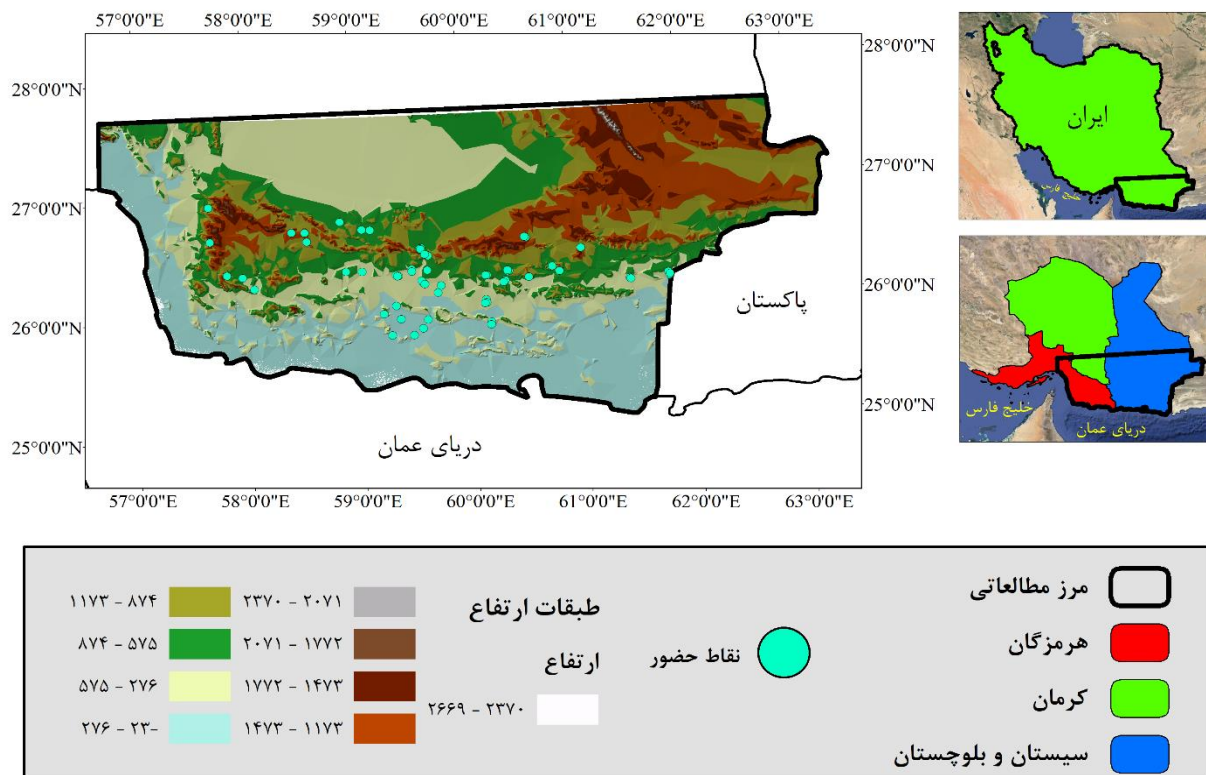 57°0'0"E 58°0'0"E 59°0'0"E 60°0'0"E 61°0'0"E 62°0'0"E 63°0'0"E
28°0'0"N
27°0'0"N
26°0'0"N
25°0'0"N
28°0'0"N
27°0'0"N
26°0'0"N
25°0'0"N
پاکستان
دریای عمان
57°0'0"E 58°0'0"E 59°0'0"E 60°0'0"E 61°0'0"E 62°0'0"E 63°0'0"E
ایران
خلیج فارس
خلیج فارس
دریای عمان
مرز مطالعاتی
هرمزگان
کرمان
سیستان و بلوچستان
نقاط حضور
طبقات ارتفاع
ارتفاع
۲۳۷۰ - ۲۶۶۹
۲۰۷۱ - ۲۳۷۰
۱۷۷۲ - ۲۰۷۱
۱۴۷۳ - ۱۷۷۲
۱۱۷۳ - ۱۴۷۳
۸۷۴ - ۱۱۷۳
۵۷۵ - ۸۷۴
۲۷۶ - ۵۷۵
-۲۳ - ۲۷۶